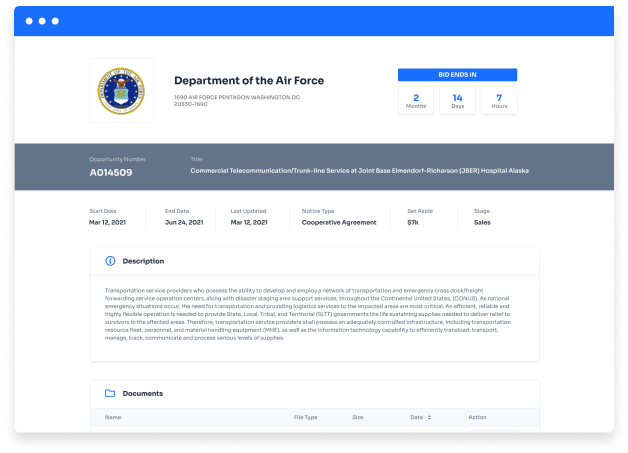 Department of the Air Force
1690 AIR FORCE PENTAGON WASHINGTON DC
20330-1690
BID ENDS IN
2 14 7
Months Days Hours
Opportunity Number Title
A014509 Commercial Telecommunication/Trunk-line Service at Joint Base Elmendorf-Richarson (JBER) Hospital Alaska
Start Date End Date Last Updated Notice Type Set Aside Stage
Mar 12, 2021 Jun 24, 2021 Mar 12, 2021 Cooperative Agreement $7k Sales
Description
Transportation service providers who possess the ability to develop and employ a network of transportation and emergency cross dock/freight
forwarding service operation centers, along with disaster staging area support services, throughout the Continental United States, (CONUS). As national
emergency situations occur, the need for transportation and providing logistics services to the impacted areas are most critical. An efficient, reliable and
highly flexible operation is needed to provide State, Local, Tribal, and Territorial (SLTT) governments the life sustaining supplies needed to deliver relief to
survivors in the affected areas. Therefore, transportation service providers shall possess an adequately controlled infrastructure, including transportation
resource fleet, personnel, and material handling equipment (MHE), as well as the information technology capability to efficiently transload, transport,
manage, track, communicate and process various levels of supplies.
Documents
Name File Type Size Date Action